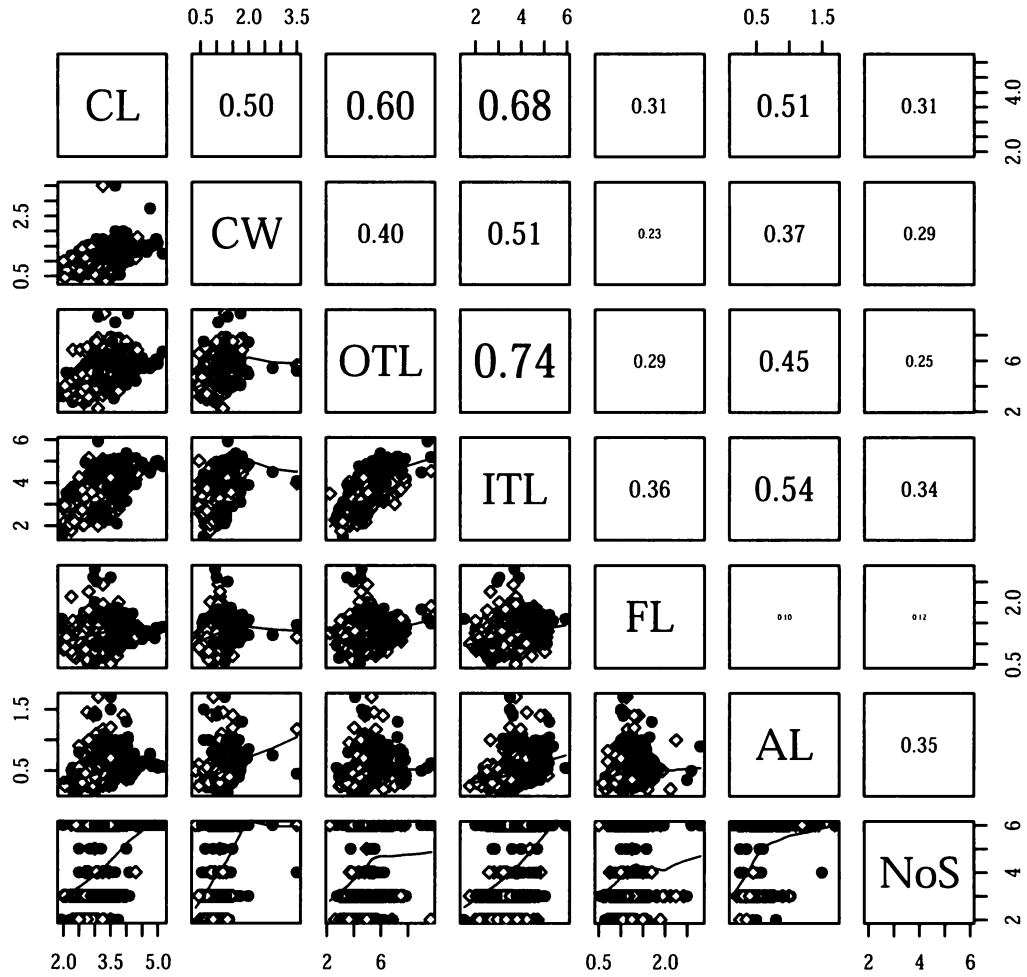 0.5 2.0 3.5 2 4 6 0.5 1.5
CL 0.50 0.60 0.68 0.31 0.51 0.31 2.0 4.0
0.5 2.5 CW 0.40 0.51 0.23 0.37 0.29
OTL 0.74 0.29 0.45 0.25 2 6
2 4 6 ITL 0.36 0.54 0.34
FL 0.10 0.12 0.5 2.0
0.5 1.5 AL 0.35
NoS 2 4 6
2.0 3.5 5.0 2 6 0.5 2.0 2 4 6